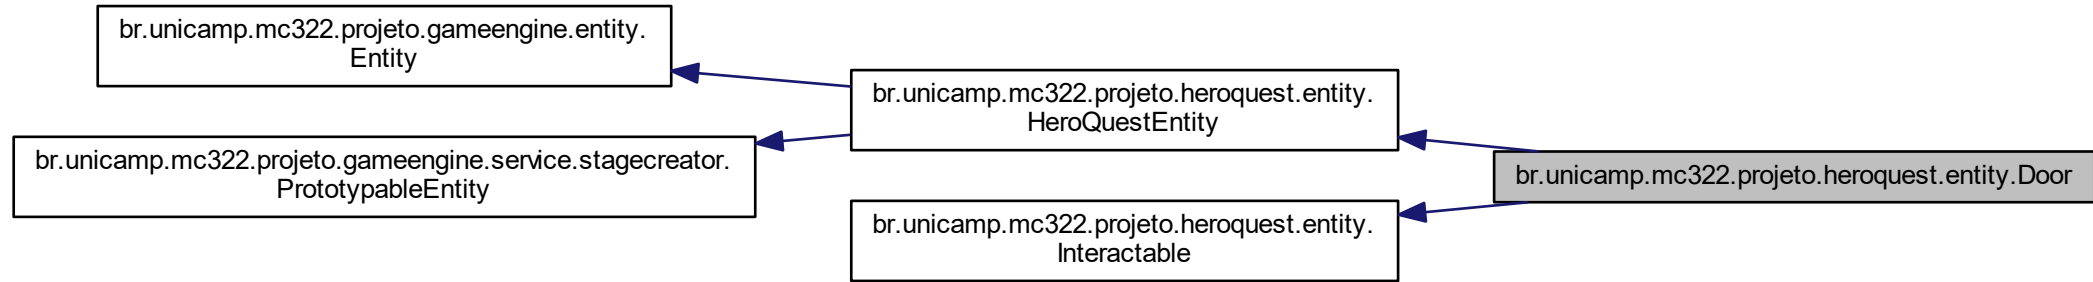 br.unicamp.mc322.projeto.gameengine.entity.
Entity
br.unicamp.mc322.projeto.gameengine.service.stagecreator.
PrototypableEntity
br.unicamp.mc322.projeto.heroquest.entity.
HeroQuestEntity
br.unicamp.mc322.projeto.heroquest.entity.
Interactable
br.unicamp.mc322.projeto.heroquest.entity.Door